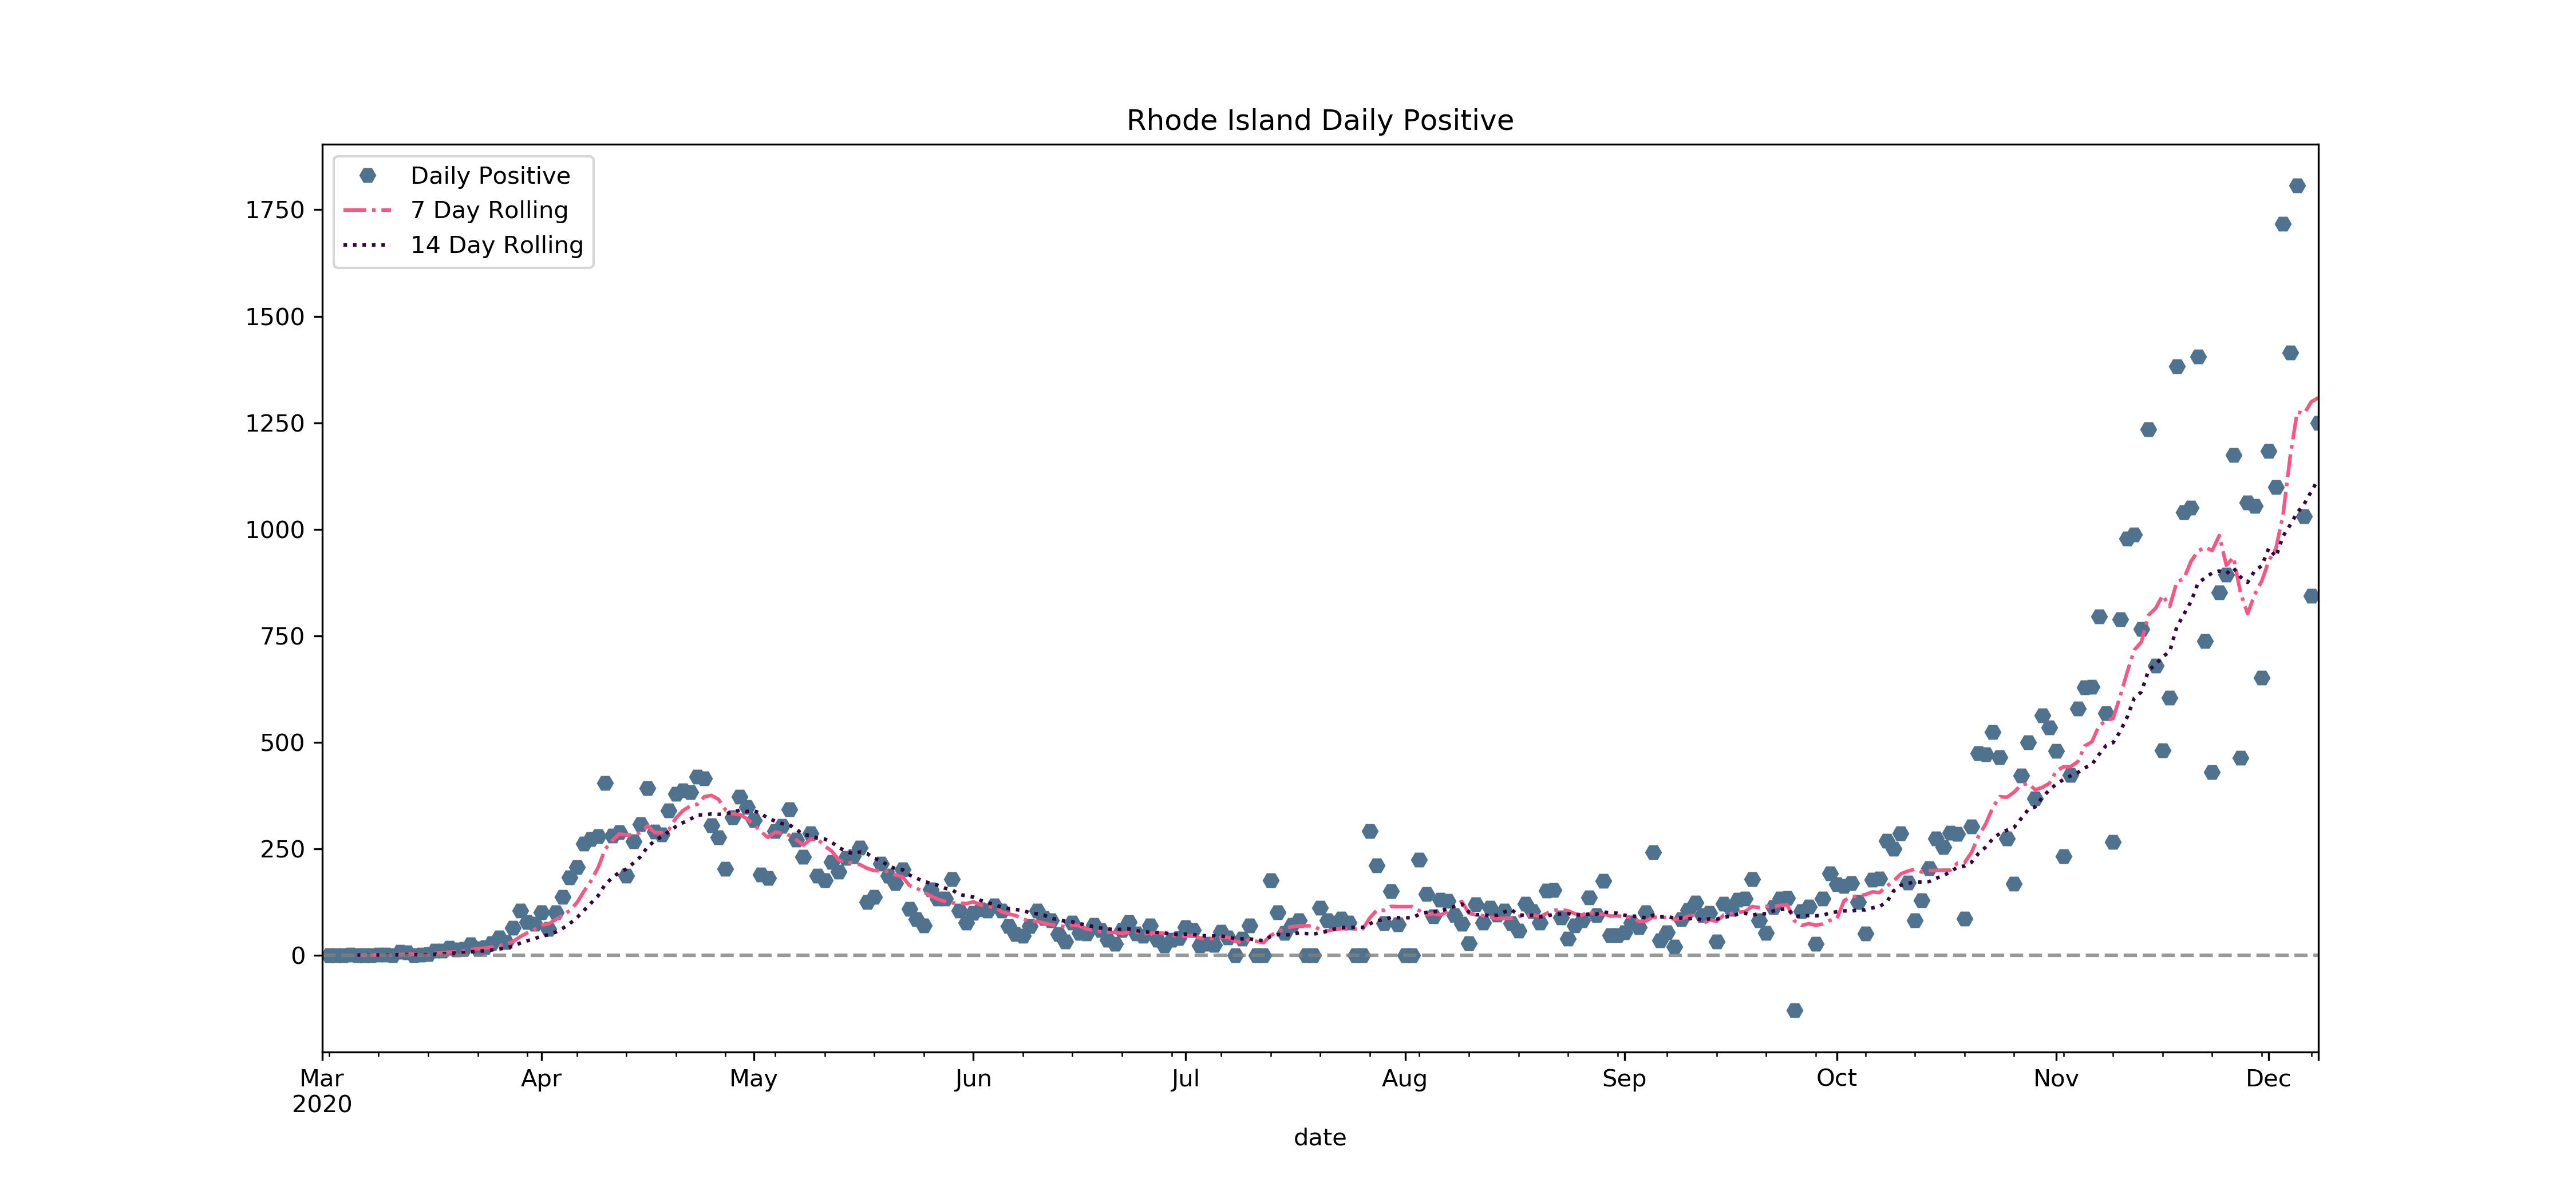 Rhode Island Daily Positive
Daily Positive
7 Day Rolling
14 Day Rolling
1750
1500
1250
1000
750
500
250
0
Mar Apr May Jun Jul Aug Sep Oct Nov Dec
2020
date